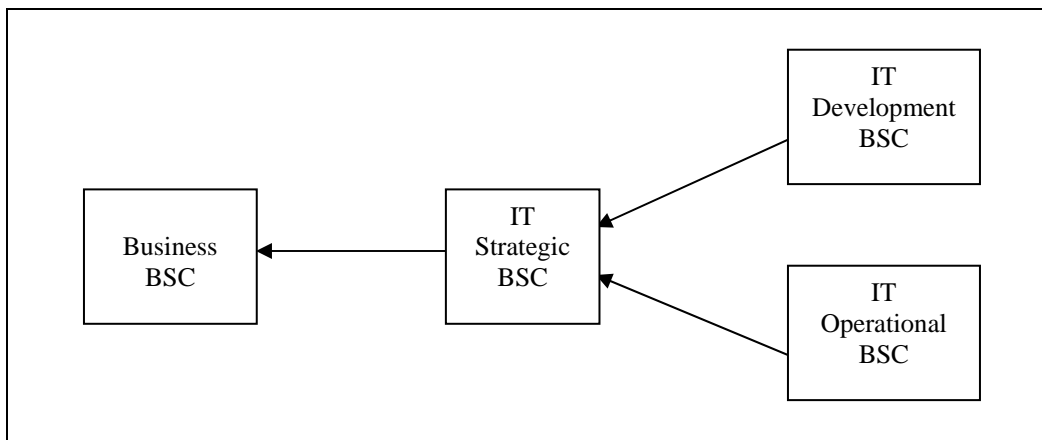 Business
BSC
IT
Strategic
BSC
IT
Development
BSC
IT
Operational
BSC